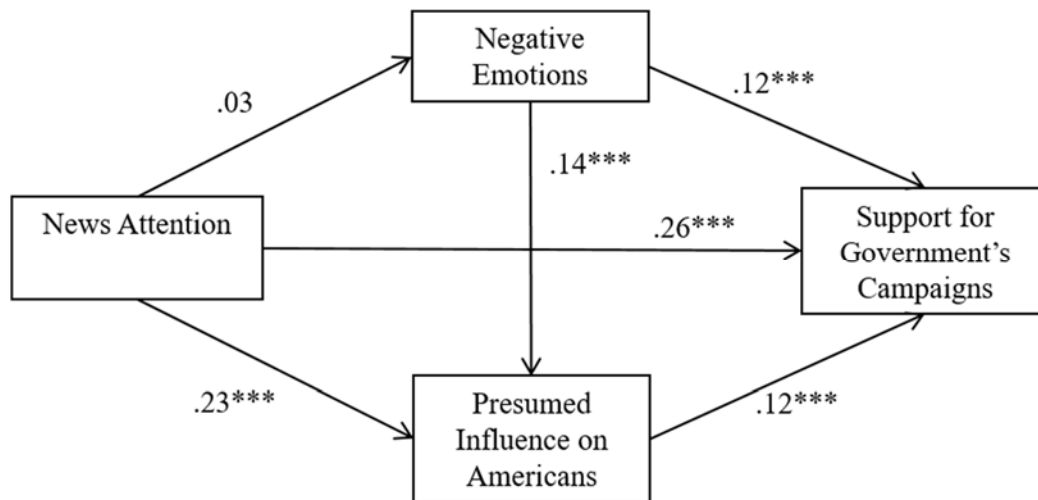 Negative
Emotions
.03
.12***
.14***
News Attention
.26***
Support for
Government’s
Campaigns
.23***
Presumed
Influence on
Americans
.12***